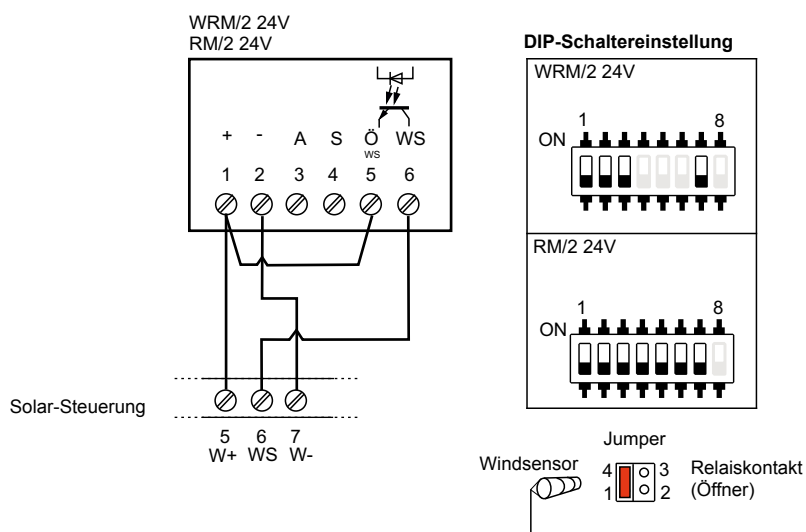 WRM/2 24V
RM/2 24V
+ - A S Ö WS
WS
1 2 3 4 5 6
Solar-Steuerung
5 6 7
W+ WS W-
DIP-Schaltereinstellung
WRM/2 24V
1 8
ON
RM/2 24V
1 8
ON
Jumper
Windsensor
4 3 Relaiskontakt
1 2 (Öffner)